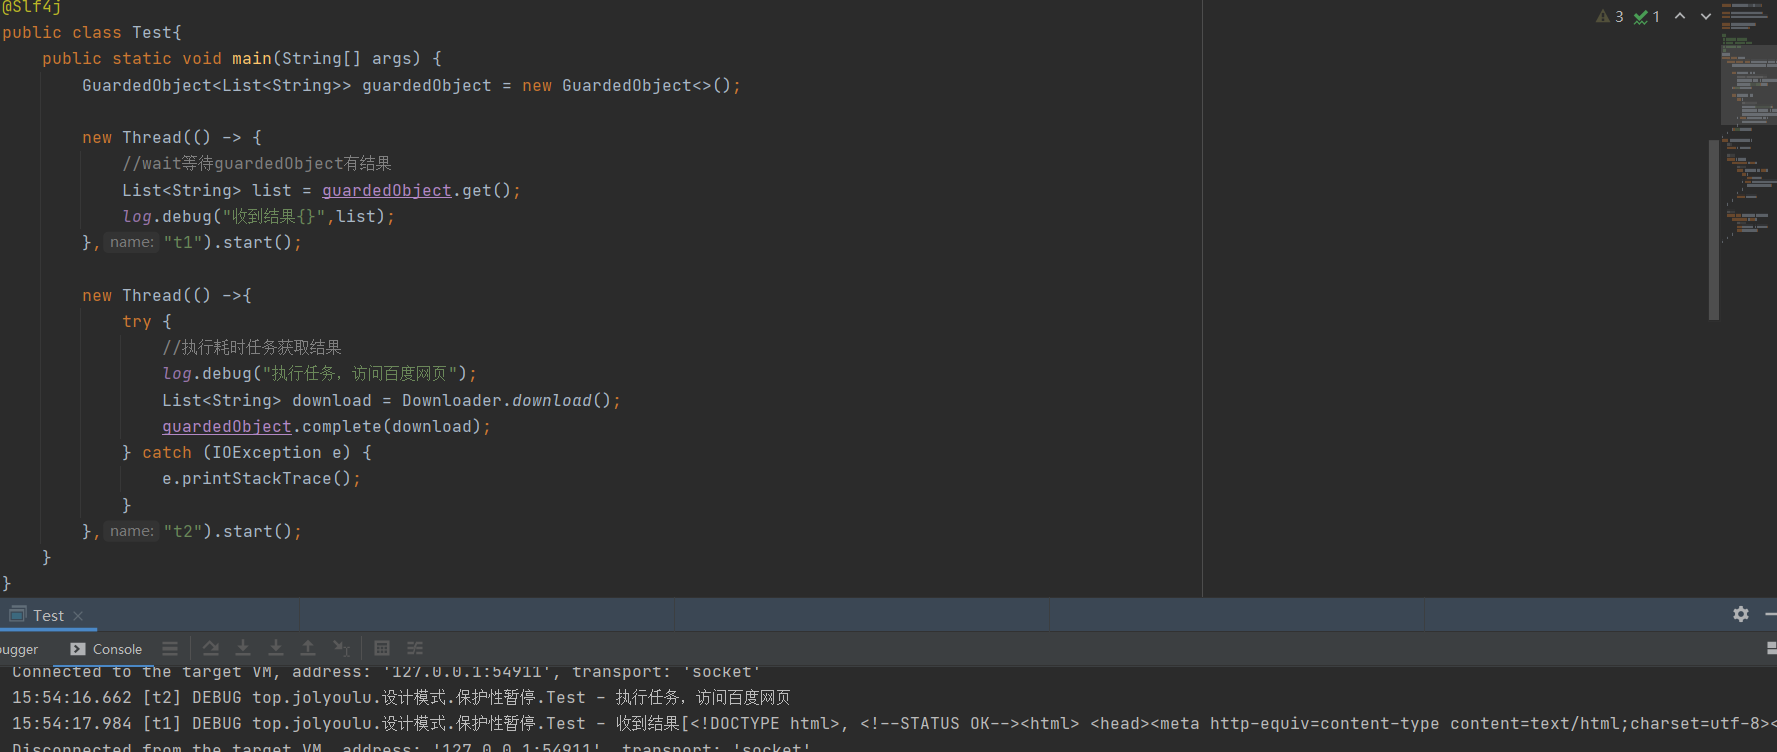 @Slf4j
public class Test{
public static void main(String[] args) {
GuardedObject<List<String>> guardedObject = new GuardedObject<>();
new Thread(() -> {
//wait等待guardedObject有结果
List<String> list = guardedObject.get();
log.debug("收到结果{}",list);
}, name: "t1").start();
new Thread(() ->{
try {
//执行耗时任务获取结果
log.debug("执行任务，访问百度网页");
List<String> download = Downloader.download();
guardedObject.complete(download);
} catch (IOException e) {
e.printStackTrace();
}
}, name: "t2").start();
}
}
3 1
Test
ugger Console
Connected to the target VM, address: '127.0.0.1:54911', transport: 'socket'
15:54:16.662 [t2] DEBUG top.jolyoulu.设计模式.保护性暂停.Test - 执行任务，访问百度网页
15:54:17.984 [t1] DEBUG top.jolyoulu.设计模式.保护性暂停.Test - 收到结果[<!DOCTYPE html>, <!--STATUS OK--><html> <head><meta http-equiv=content-type content=text/html;charset=utf-8><
Disconnected from the target VM, address: '127.0.0.1:54911', transport: 'socket'